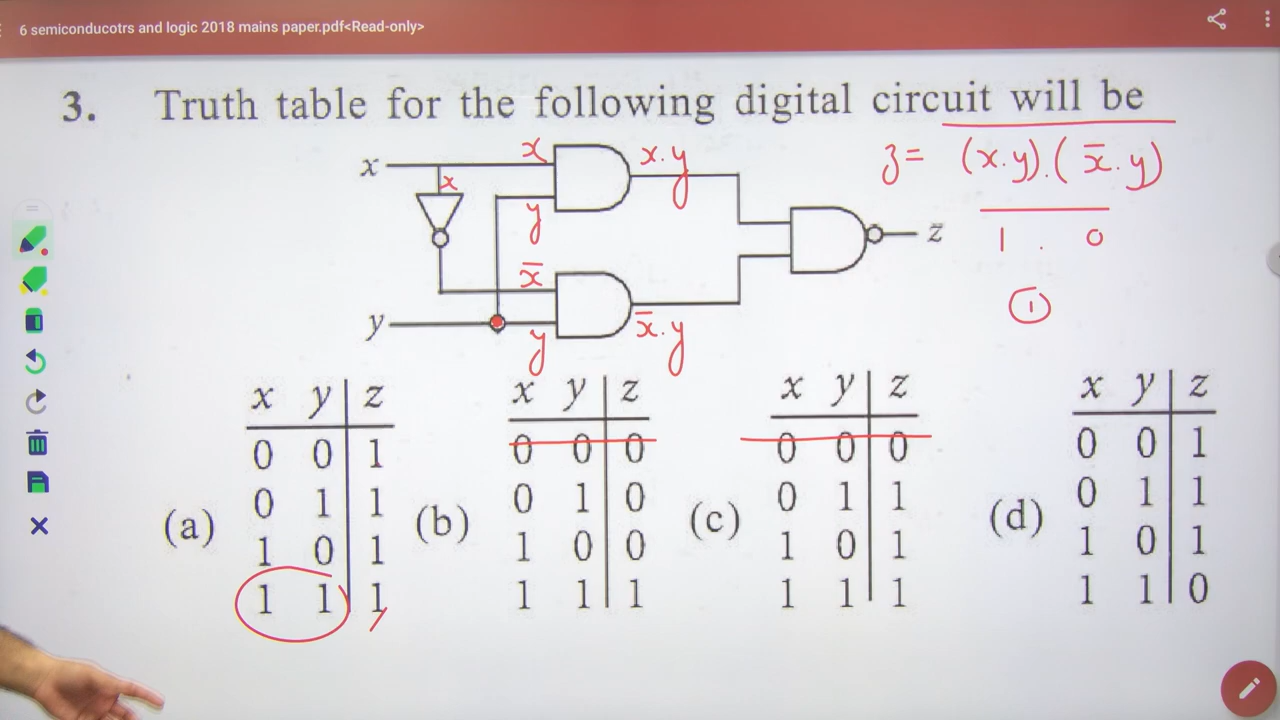 6 semiconducotrs and logic 2018 mains paper.pdf<Read-only>
3. Truth table for the following digital circuit will be
x x x.y z = (x.y).(x̄.y)
x
y z 1 . 0
x̄ 1
y y x̄.y
(a)
x y z
0 0 1
0 1 1
1 0 1
1 1 1
(b)
x y z
0 0 0
0 1 0
1 0 0
1 1 1
(c)
x y z
0 0 0
0 1 1
1 0 1
1 1 1
(d)
x y z
0 0 1
0 1 1
1 0 1
1 1 0